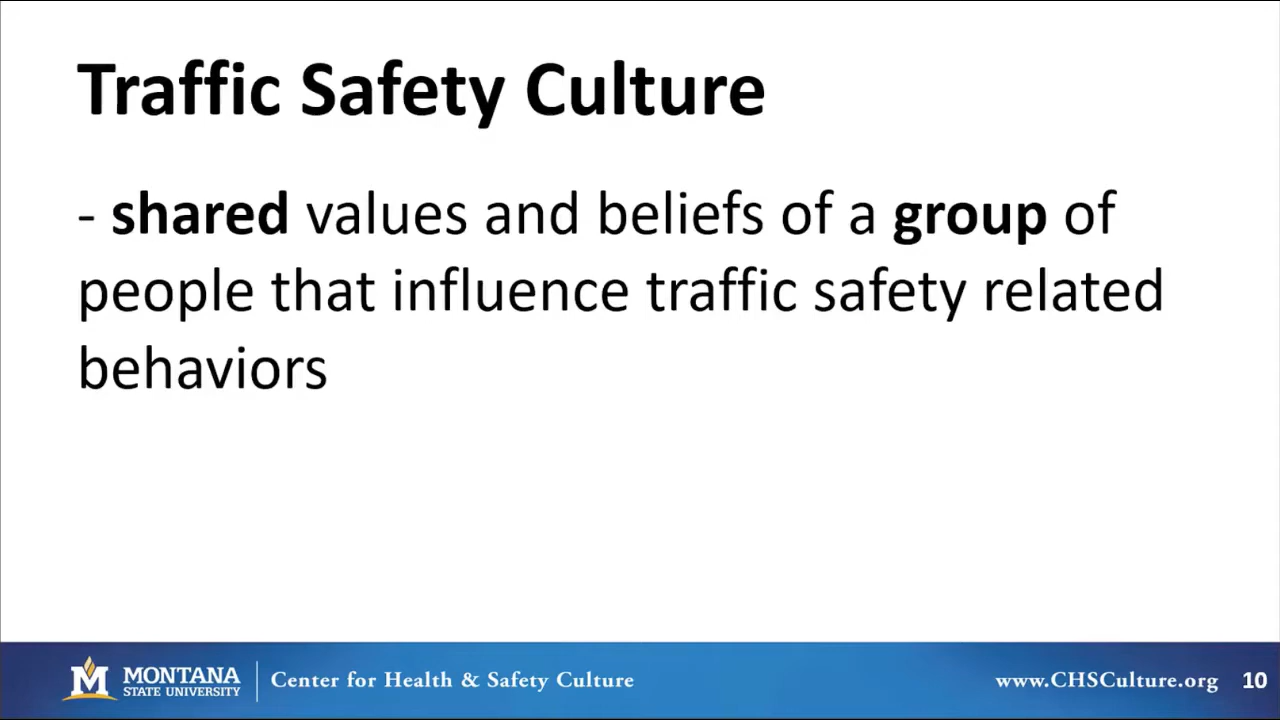 Traffic Safety Culture
- shared values and beliefs of a group of
people that influence traffic safety related
behaviors
MONTANA
STATE UNIVERSITY
Center for Health & Safety Culture
www.CHSCulture.org
10